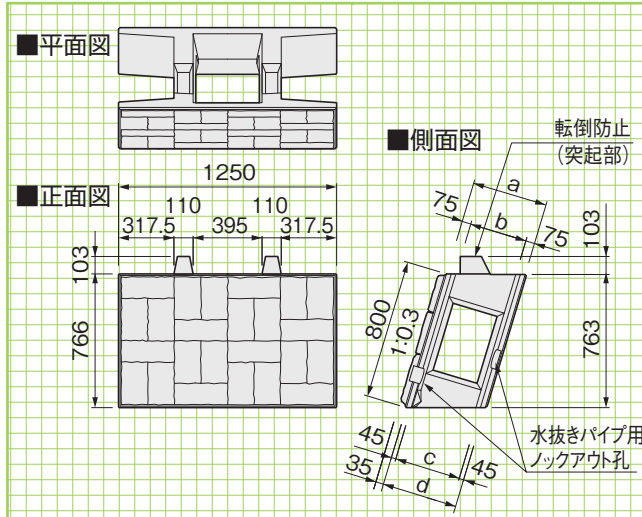 ■平面図
■正面図
1250
317.5
110
395
110
317.5
103
766
■側面図
転倒防止
(突起部)
a
75
b
75
103
800
1:0.3
763
45
c
45
35
d
水抜きパイプ用
ノックアウト孔